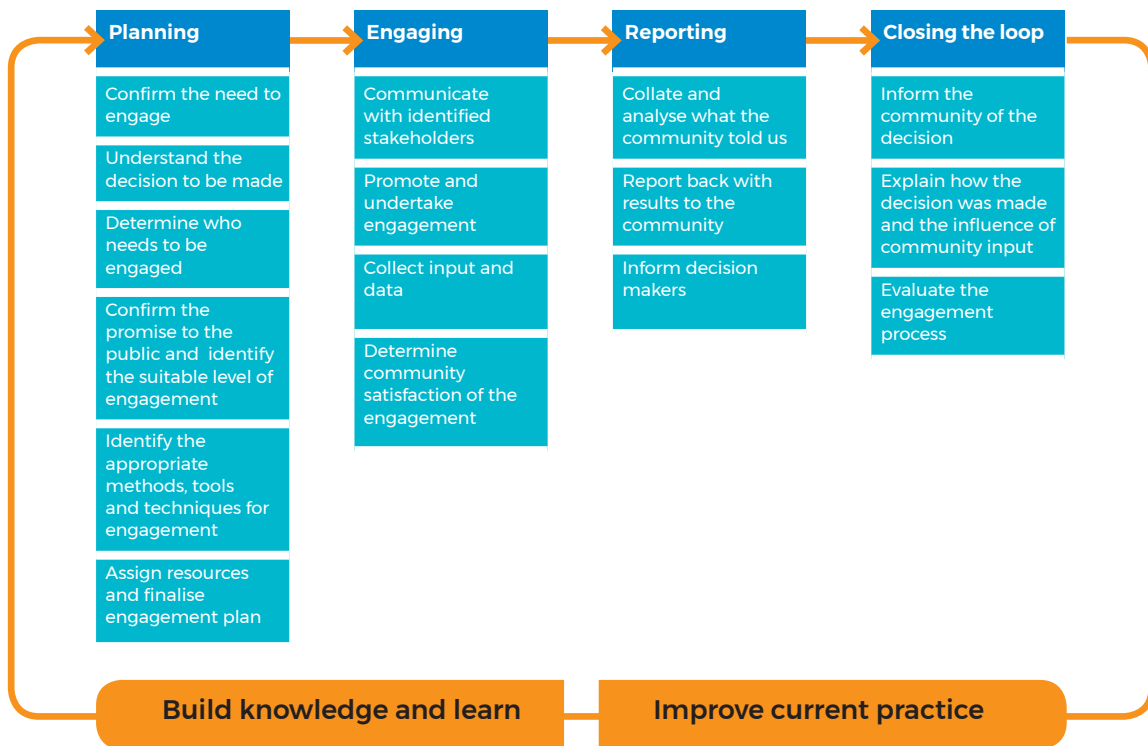 Planning
Confirm the need to
engage
Understand the
decision to be made
Determine who
needs to be
engaged
Confirm the
promise to the
public and identify
the suitable level of
engagement
Identify the
appropriate
methods, tools
and techniques for
engagement
Assign resources
and finalise
engagement plan
Engaging
Communicate
with identified
stakeholders
Promote and
undertake
engagement
Collect input and
data
Determine
community
satisfaction of the
engagement
Reporting
Collate and
analyse what the
community told us
Report back with
results to the
community
Inform decision
makers
Closing the loop
Inform the
community of the
decision
Explain how the
decision was made
and the influence of
community input
Evaluate the
engagement
process
Build knowledge and learn
Improve current practice